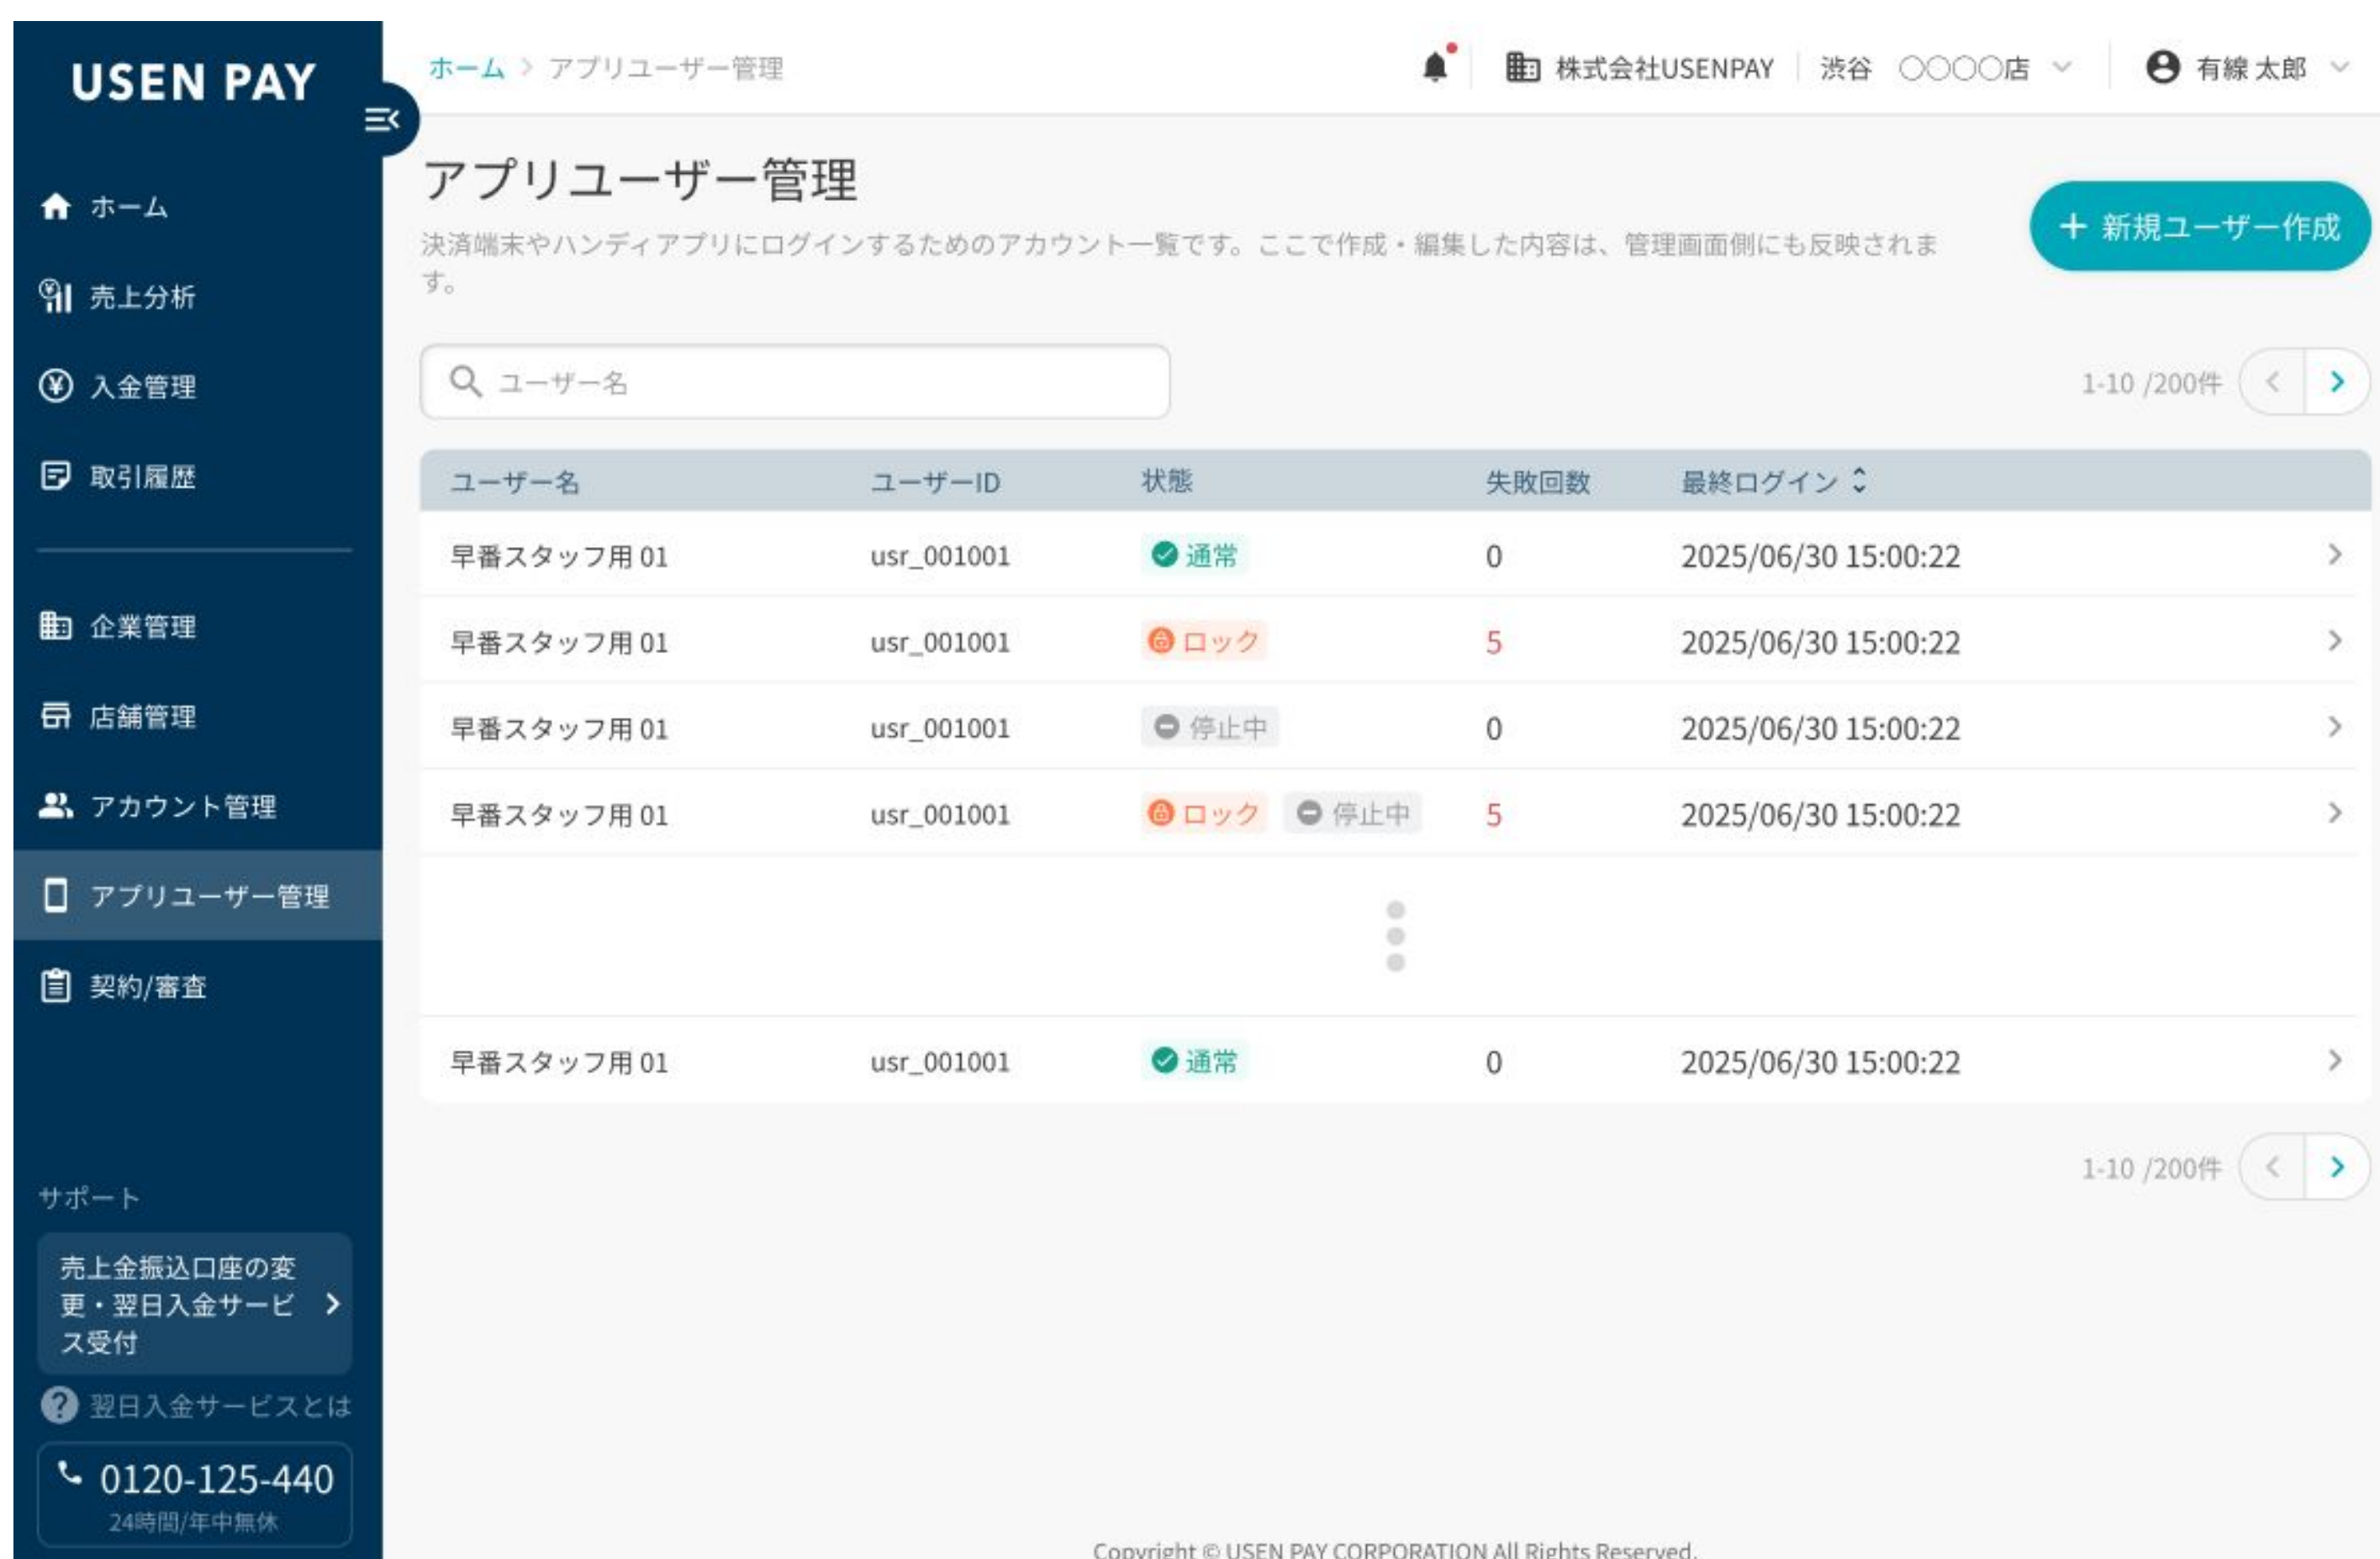 USEN PAY
ホーム
売上分析
入金管理
取引履歴
企業管理
店舗管理
アカウント管理
アプリユーザー管理
契約/審査
サポート
売上金振込口座の変
更・翌日入金サービ
ス受付
翌日入金サービスとは
0120-125-440
24時間/年中無休
ホーム > アプリユーザー管理
株式会社USENPAY 渋谷 〇〇〇〇店 有線 太郎
アプリユーザー管理
決済端末やハンディアプリにログインするためのアカウント一覧です。ここで作成・編集した内容は、管理画面側にも反映されま
す。
+ 新規ユーザー作成
ユーザー名
1-10 /200件
ユーザー名 ユーザーID 状態 失敗回数 最終ログイン
早番スタッフ用 01 usr_001001 通常 0 2025/06/30 15:00:22
早番スタッフ用 01 usr_001001 ロック 5 2025/06/30 15:00:22
早番スタッフ用 01 usr_001001 停止中 0 2025/06/30 15:00:22
早番スタッフ用 01 usr_001001 ロック 停止中 5 2025/06/30 15:00:22
早番スタッフ用 01 usr_001001 通常 0 2025/06/30 15:00:22
1-10 /200件
Copyright © USEN PAY CORPORATION All Rights Reserved.